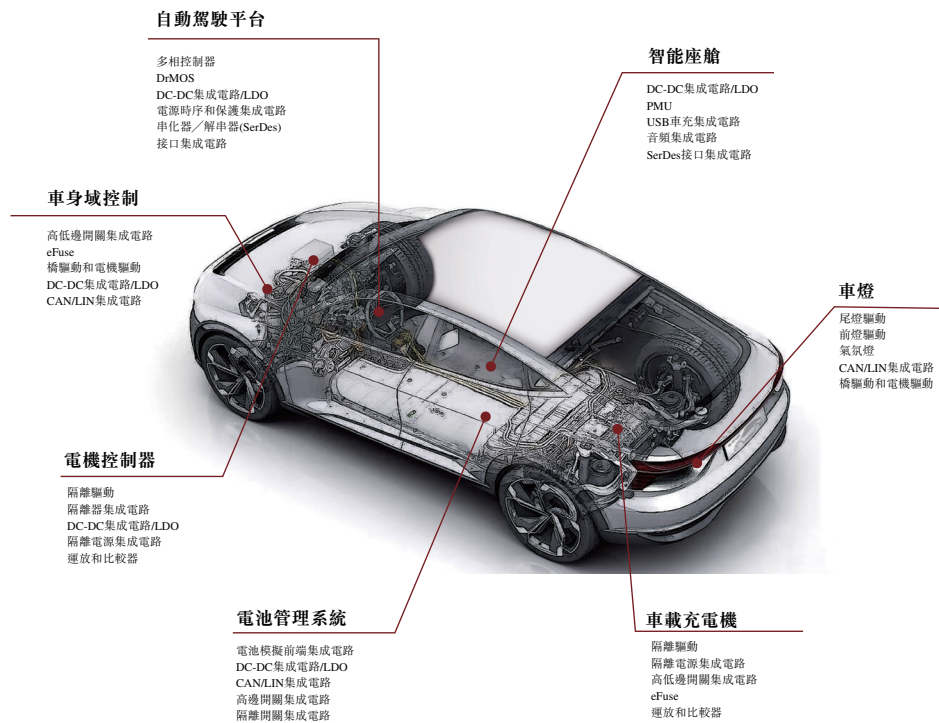 自動駕駛平台
多相控制器
DrMOS
DC-DC集成電路/LDO
電源時序和保護集成電路
串化器／解串器(SerDes)
接口集成電路
智能座艙
DC-DC集成電路/LDO
PMU
USB車充集成電路
音頻集成電路
SerDes接口集成電路
車身域控制
高低邊開關集成電路
eFuse
橋驅動和電機驅動
DC-DC集成電路/LDO
CAN/LIN集成電路
車燈
尾燈驅動
前燈驅動
氣氛燈
CAN/LIN集成電路
橋驅動和電機驅動
電機控制器
隔離驅動
隔離器集成電路
DC-DC集成電路/LDO
隔離電源集成電路
運放和比較器
電池管理系統
電池模擬前端集成電路
DC-DC集成電路/LDO
CAN/LIN集成電路
高邊開關集成電路
隔離開關集成電路
車載充電機
隔離驅動
隔離電源集成電路
高低邊開關集成電路
eFuse
運放和比較器